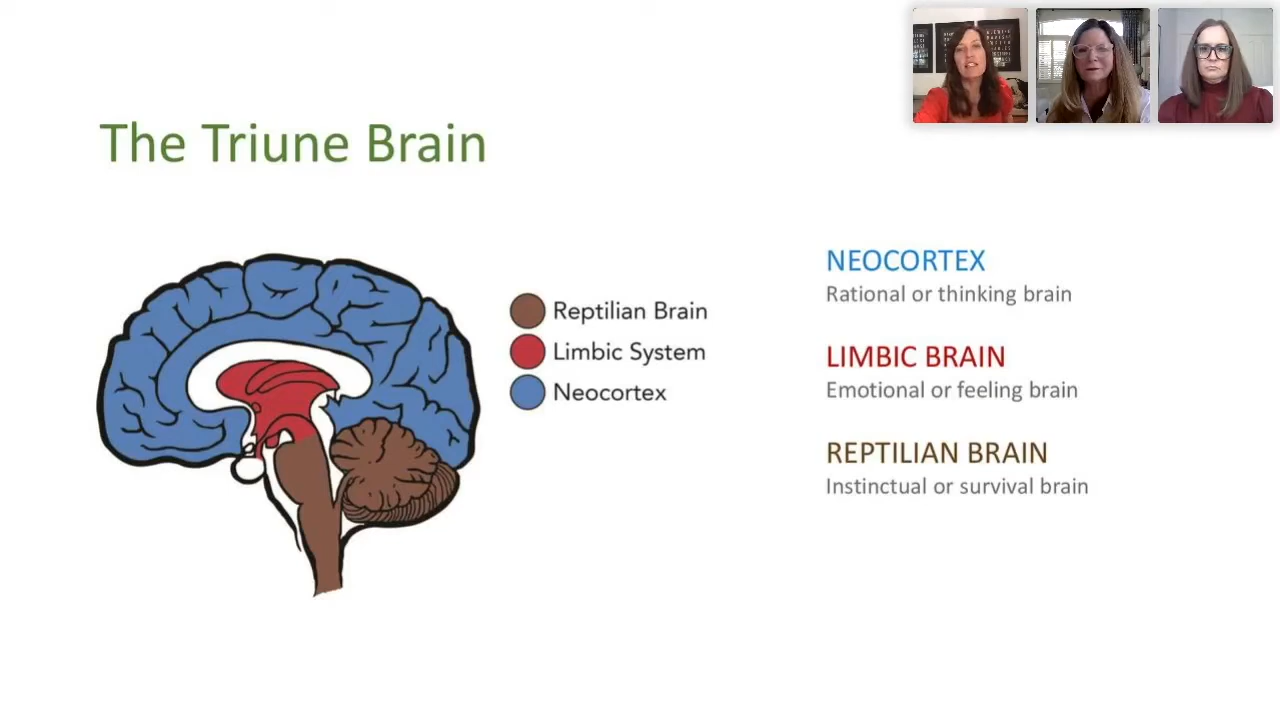 The Triune Brain
Reptilian Brain
Limbic System
Neocortex
NEOCORTEX
Rational or thinking brain
LIMBIC BRAIN
Emotional or feeling brain
REPTILIAN BRAIN
Instinctual or survival brain